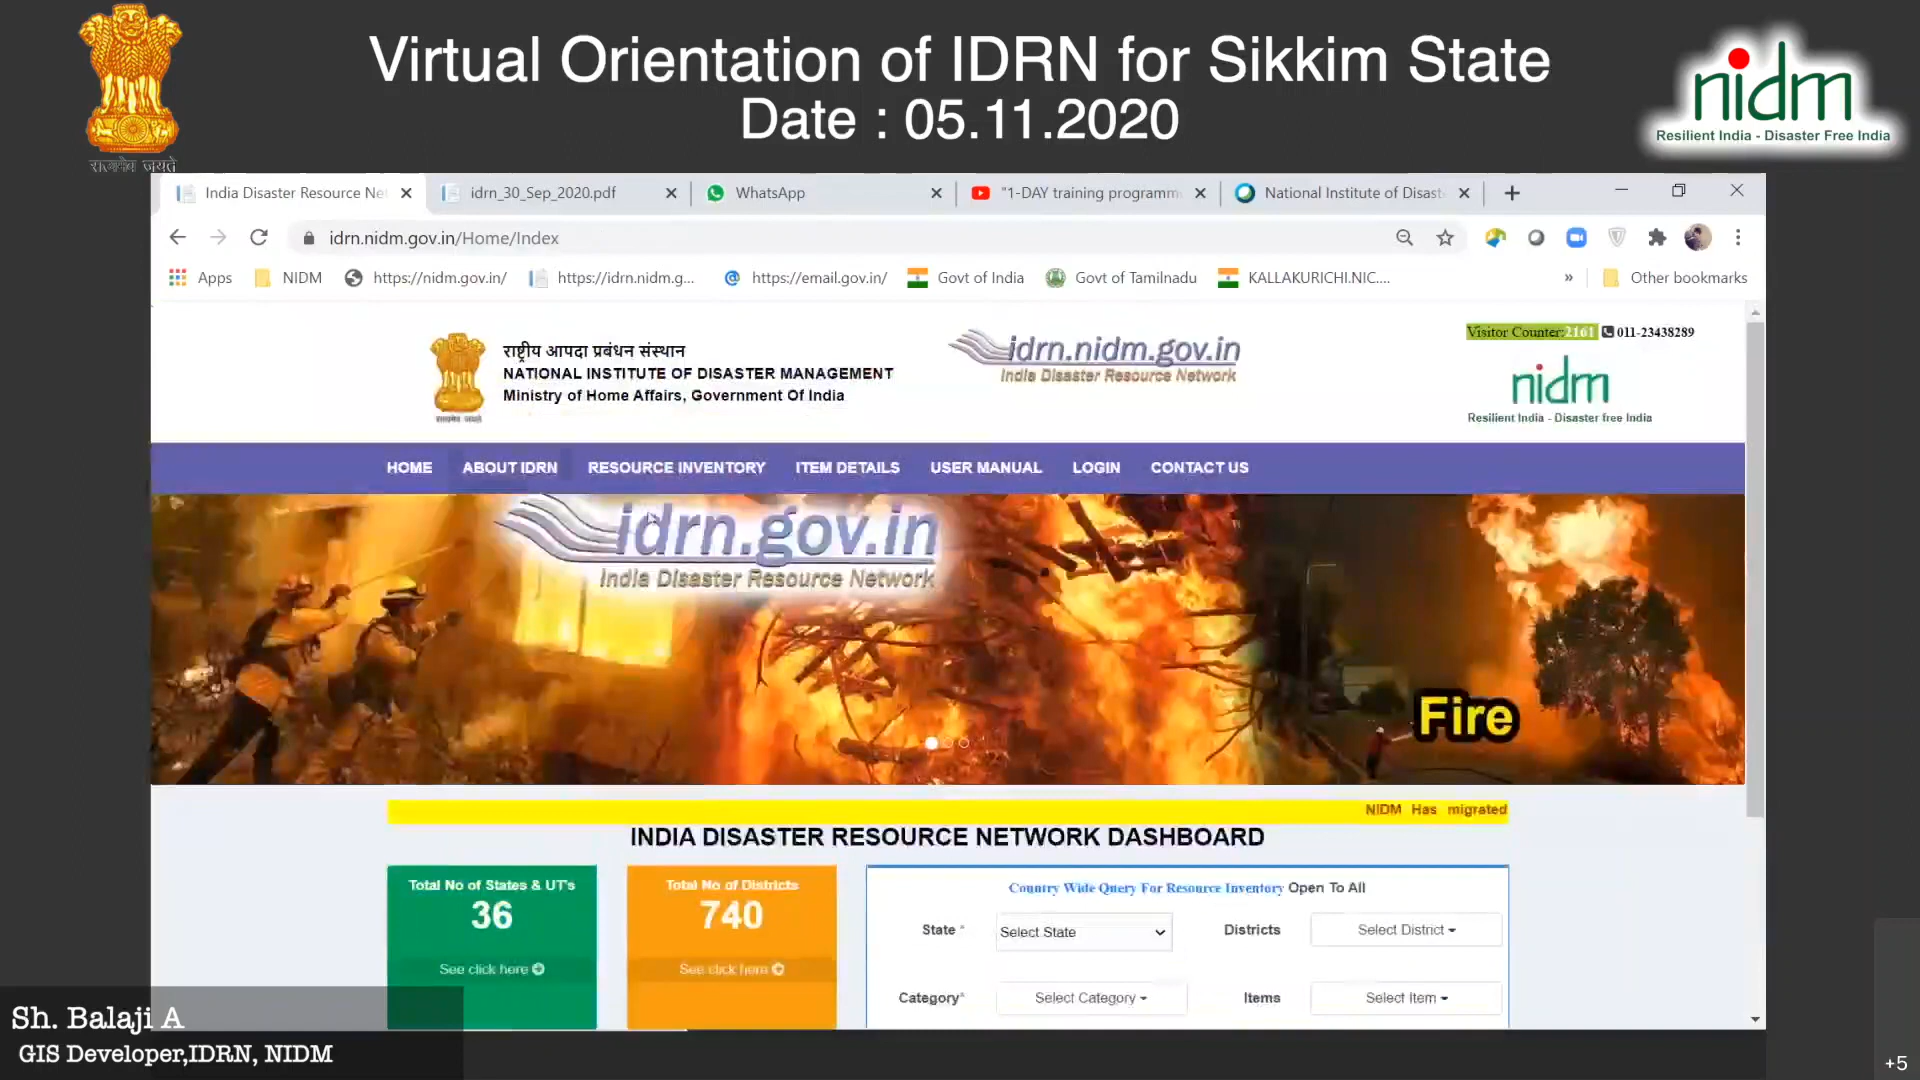 Virtual Orientation of IDRN for Sikkim State
Date : 05.11.2020
सत्यमेव जयते
nidm
Resilient India - Disaster Free India
India Disaster Resource Ne
idrn_30_Sep_2020.pdf
WhatsApp
"1-DAY training programm
National Institute of Disast
idrn.nidm.gov.in/Home/Index
Apps
NIDM
https://nidm.gov.in/
https://idrn.nidm.g...
https://email.gov.in/
Govt of India
Govt of Tamilnadu
KALLAKURICHI.NIC....
»
Other bookmarks
राष्ट्रीय आपदा प्रबंधन संस्थान
NATIONAL INSTITUTE OF DISASTER MANAGEMENT
Ministry of Home Affairs, Government Of India
idrn.nidm.gov.in
India Disaster Resource Network
Visitor Counter:2161 011-23438289
nidm
Resilient India - Disaster free India
HOME
ABOUT IDRN
RESOURCE INVENTORY
ITEM DETAILS
USER MANUAL
LOGIN
CONTACT US
idrn.gov.in
India Disaster Resource Network
Fire
NIDM Has migrated
INDIA DISASTER RESOURCE NETWORK DASHBOARD
Total No of States & UT's
36
See click here
Total No of Districts
740
See click here
Country Wide Query For Resource Inventory Open To All
State *
Select State
Districts
Select District
Category*
Select Category
Items
Select Item
Sh. Balaji A
GIS Developer,IDRN, NIDM
+5